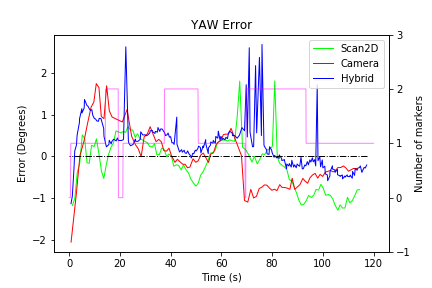 YAW Error
Scan2D
Camera
Hybrid
Error (Degrees)
2
1
0
−1
−2
3
2
1
0
−1
Number of markers
0
20
40
60
80
100
120
Time (s)